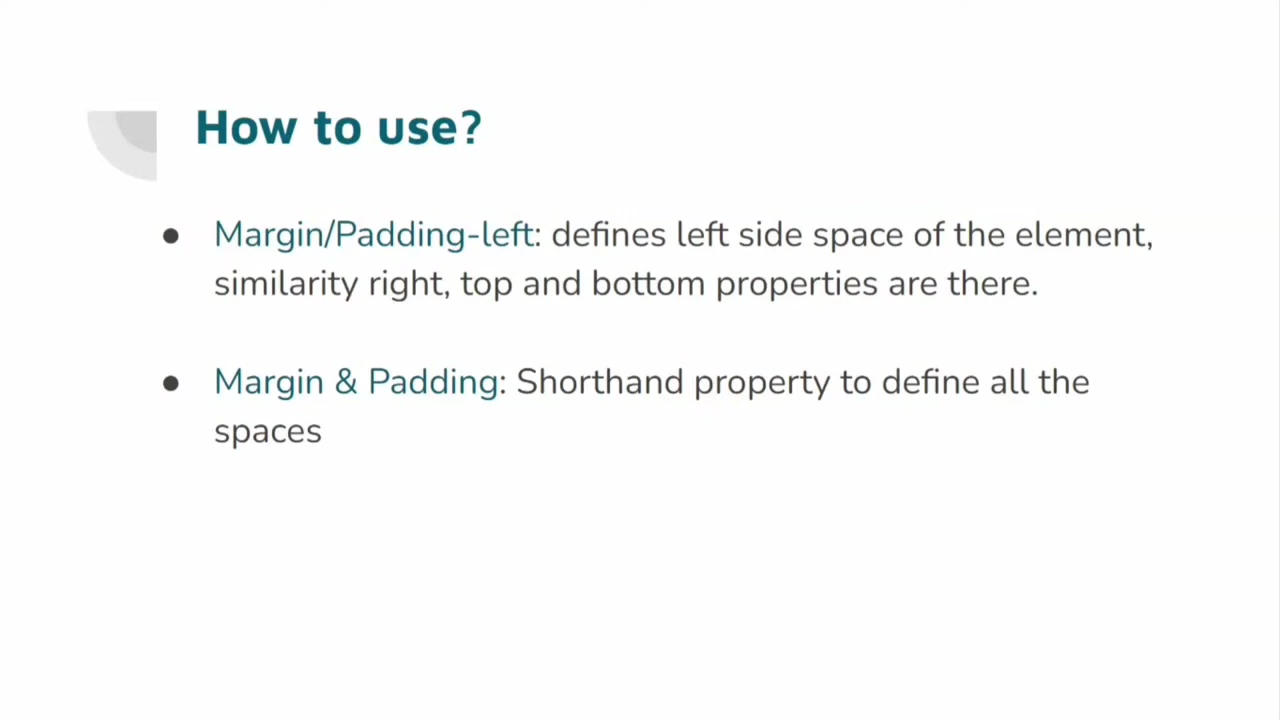 How to use?
● Margin/Padding-left: defines left side space of the element,
similarity right, top and bottom properties are there.
● Margin & Padding: Shorthand property to define all the
spaces